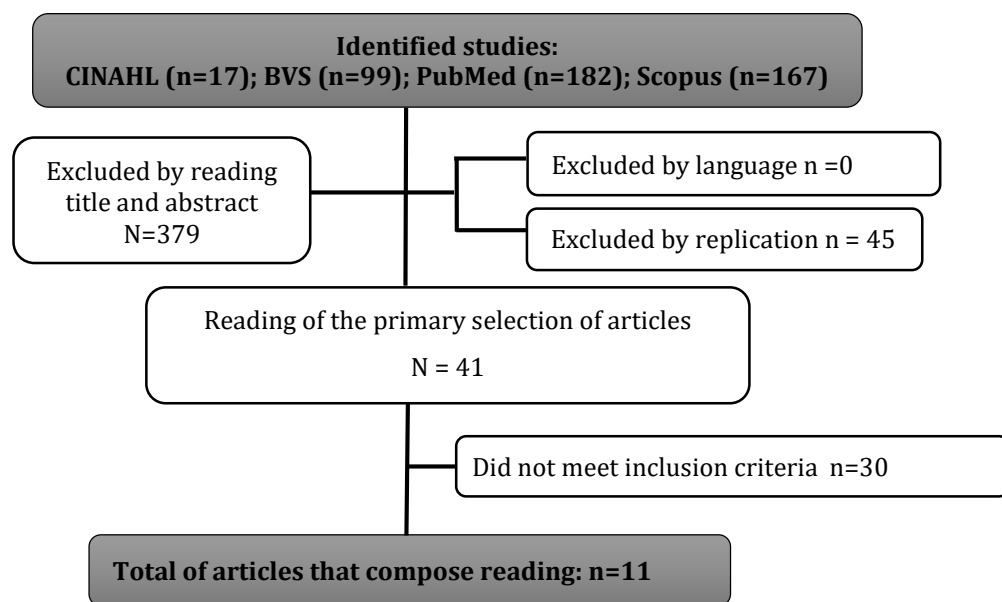 Identified studies:
CINAHL (n=17); BVS (n=99); PubMed (n=182); Scopus (n=167)
Excluded by reading
title and abstract
N=379
Excluded by language n =0
Excluded by replication n = 45
Reading of the primary selection of articles
N = 41
Did not meet inclusion criteria  n=30
Total of articles that compose reading: n=11